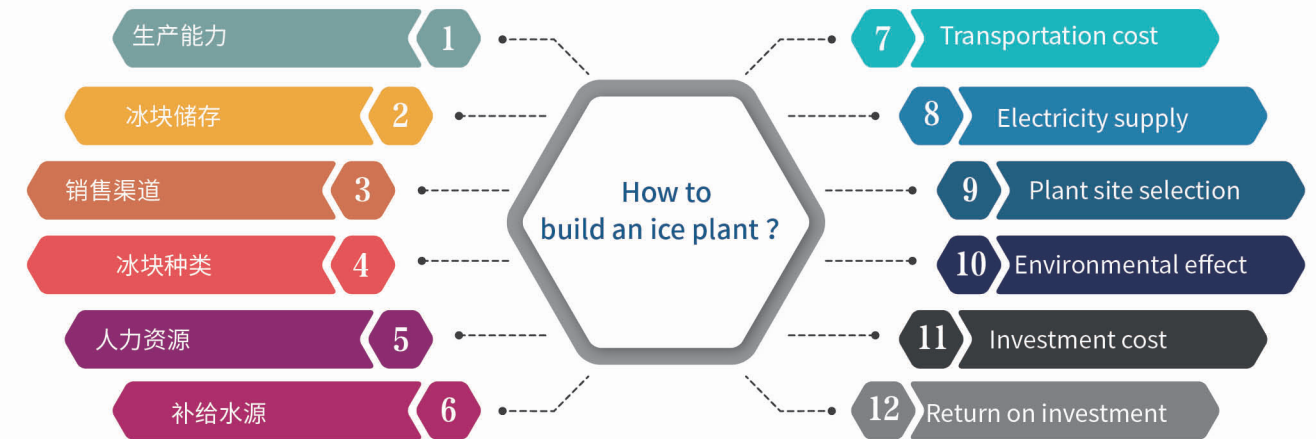 生产能力
1
冰块储存
2
销售渠道
3
冰块种类
4
人力资源
5
补给水源
6
How to
build an ice plant ?
7
Transportation cost
8
Electricity supply
9
Plant site selection
10
Environmental effect
11
Investment cost
12
Return on investment